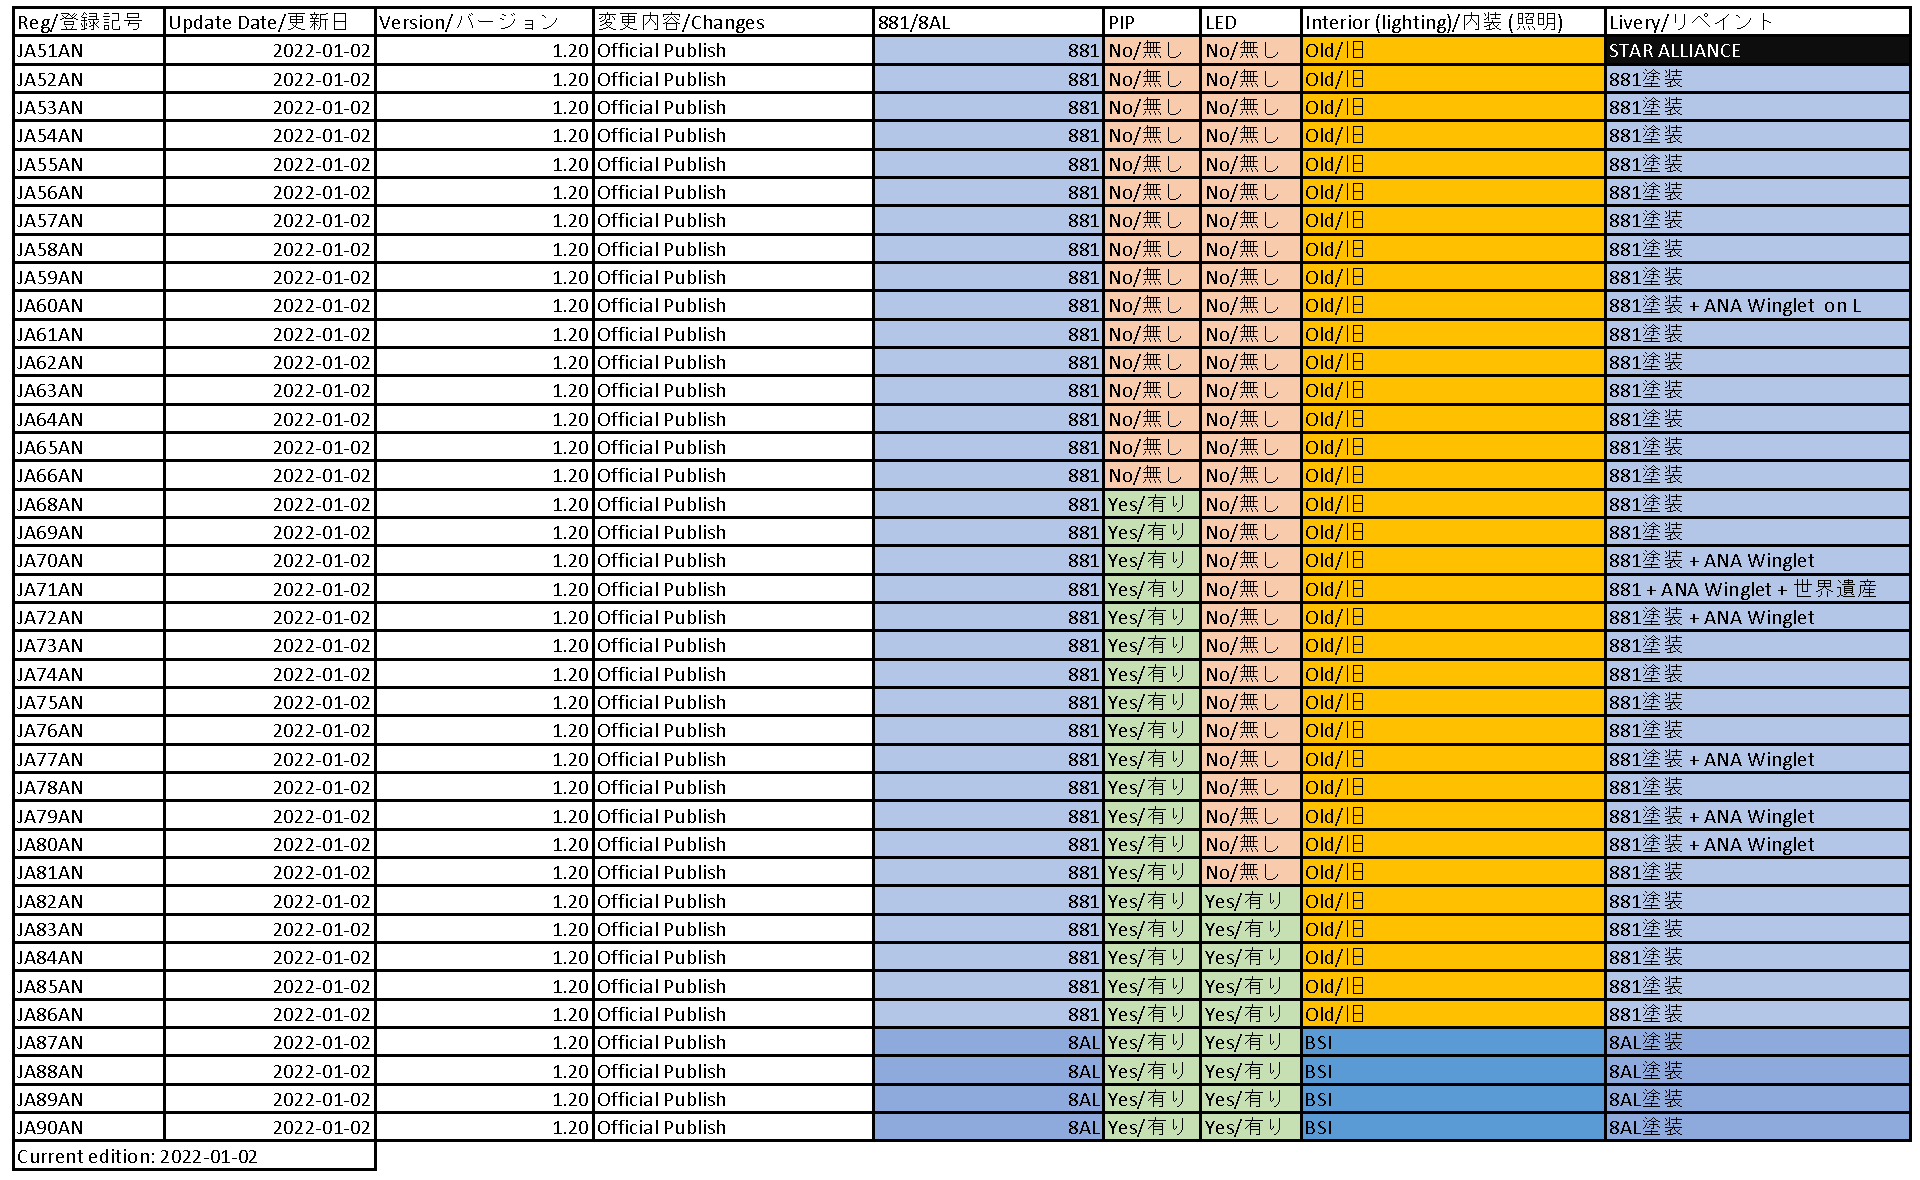 Reg/登録記号 Update Date/更新日 Version/バージョン 変更内容/Changes 881/8AL PIP LED Interior (lighting)/内装 (照明) Livery/リペイント
JA51AN 2022-01-02 1.20 Official Publish 881 No/無し No/無し Old/旧 STAR ALLIANCE
JA52AN 2022-01-02 1.20 Official Publish 881 No/無し No/無し Old/旧 881塗装
JA53AN 2022-01-02 1.20 Official Publish 881 No/無し No/無し Old/旧 881塗装
JA54AN 2022-01-02 1.20 Official Publish 881 No/無し No/無し Old/旧 881塗装
JA55AN 2022-01-02 1.20 Official Publish 881 No/無し No/無し Old/旧 881塗装
JA56AN 2022-01-02 1.20 Official Publish 881 No/無し No/無し Old/旧 881塗装
JA57AN 2022-01-02 1.20 Official Publish 881 No/無し No/無し Old/旧 881塗装
JA58AN 2022-01-02 1.20 Official Publish 881 No/無し No/無し Old/旧 881塗装
JA59AN 2022-01-02 1.20 Official Publish 881 No/無し No/無し Old/旧 881塗装
JA60AN 2022-01-02 1.20 Official Publish 881 No/無し No/無し Old/旧 881塗装 + ANA Winglet on L
JA61AN 2022-01-02 1.20 Official Publish 881 No/無し No/無し Old/旧 881塗装
JA62AN 2022-01-02 1.20 Official Publish 881 No/無し No/無し Old/旧 881塗装
JA63AN 2022-01-02 1.20 Official Publish 881 No/無し No/無し Old/旧 881塗装
JA64AN 2022-01-02 1.20 Official Publish 881 No/無し No/無し Old/旧 881塗装
JA65AN 2022-01-02 1.20 Official Publish 881 No/無し No/無し Old/旧 881塗装
JA66AN 2022-01-02 1.20 Official Publish 881 No/無し No/無し Old/旧 881塗装
JA68AN 2022-01-02 1.20 Official Publish 881 Yes/有り No/無し Old/旧 881塗装
JA69AN 2022-01-02 1.20 Official Publish 881 Yes/有り No/無し Old/旧 881塗装
JA70AN 2022-01-02 1.20 Official Publish 881 Yes/有り No/無し Old/旧 881塗装 + ANA Winglet
JA71AN 2022-01-02 1.20 Official Publish 881 Yes/有り No/無し Old/旧 881 + ANA Winglet + 世界遺産
JA72AN 2022-01-02 1.20 Official Publish 881 Yes/有り No/無し Old/旧 881塗装 + ANA Winglet
JA73AN 2022-01-02 1.20 Official Publish 881 Yes/有り No/無し Old/旧 881塗装
JA74AN 2022-01-02 1.20 Official Publish 881 Yes/有り No/無し Old/旧 881塗装
JA75AN 2022-01-02 1.20 Official Publish 881 Yes/有り No/無し Old/旧 881塗装
JA76AN 2022-01-02 1.20 Official Publish 881 Yes/有り No/無し Old/旧 881塗装
JA77AN 2022-01-02 1.20 Official Publish 881 Yes/有り No/無し Old/旧 881塗装 + ANA Winglet
JA78AN 2022-01-02 1.20 Official Publish 881 Yes/有り No/無し Old/旧 881塗装
JA79AN 2022-01-02 1.20 Official Publish 881 Yes/有り No/無し Old/旧 881塗装 + ANA Winglet
JA80AN 2022-01-02 1.20 Official Publish 881 Yes/有り No/無し Old/旧 881塗装 + ANA Winglet
JA81AN 2022-01-02 1.20 Official Publish 881 Yes/有り No/無し Old/旧 881塗装
JA82AN 2022-01-02 1.20 Official Publish 881 Yes/有り Yes/有り Old/旧 881塗装
JA83AN 2022-01-02 1.20 Official Publish 881 Yes/有り Yes/有り Old/旧 881塗装
JA84AN 2022-01-02 1.20 Official Publish 881 Yes/有り Yes/有り Old/旧 881塗装
JA85AN 2022-01-02 1.20 Official Publish 881 Yes/有り Yes/有り Old/旧 881塗装
JA86AN 2022-01-02 1.20 Official Publish 881 Yes/有り Yes/有り Old/旧 881塗装
JA87AN 2022-01-02 1.20 Official Publish 8AL Yes/有り Yes/有り BSI 8AL塗装
JA88AN 2022-01-02 1.20 Official Publish 8AL Yes/有り Yes/有り BSI 8AL塗装
JA89AN 2022-01-02 1.20 Official Publish 8AL Yes/有り Yes/有り BSI 8AL塗装
JA90AN 2022-01-02 1.20 Official Publish 8AL Yes/有り Yes/有り BSI 8AL塗装
Current edition: 2022-01-02